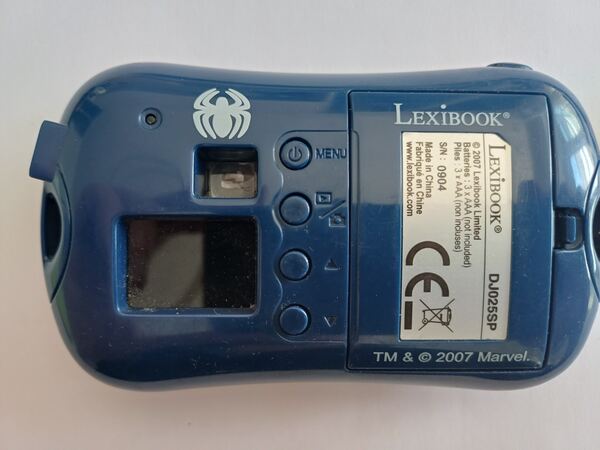 MENU
LEXIBOOK®
LEXIBOOK®
DJ025SP
© 2007 Lexibook Limited
Batteries : 3 x AAA (not included)
Piles : 3 x AAA (non incluses)
S/N : 0904
Made in China
Fabriqué en Chine
www.lexibook.com
CE
TM & © 2007 Marvel.